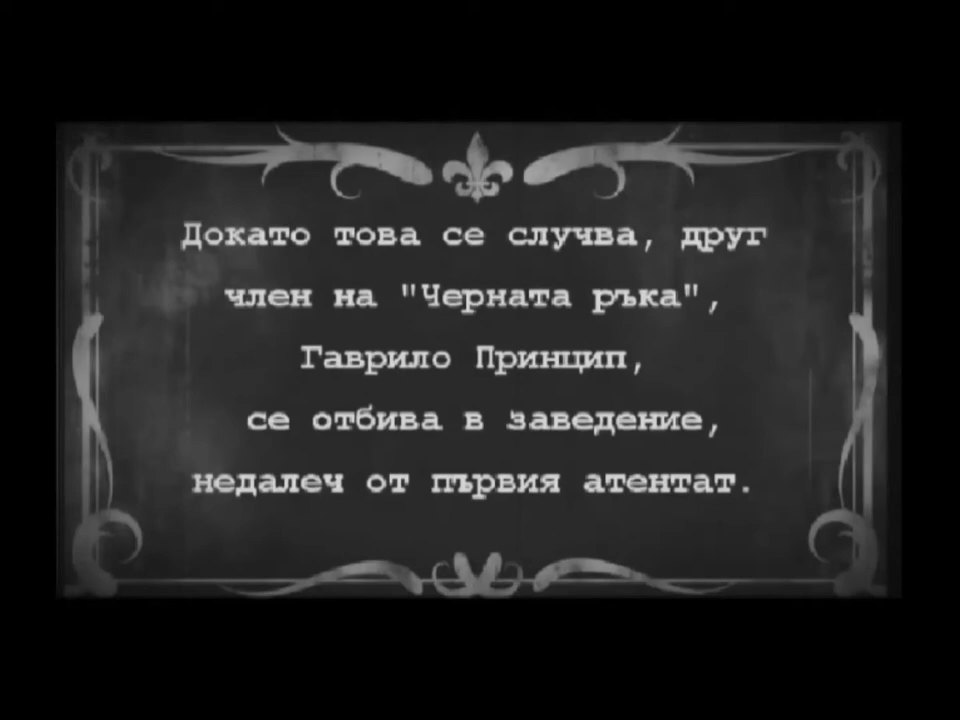 Докато това се случва, друг
член на "Черната ръка",
Гаврило Принцип,
се отбива в заведение,
недалеч от първия атентат.